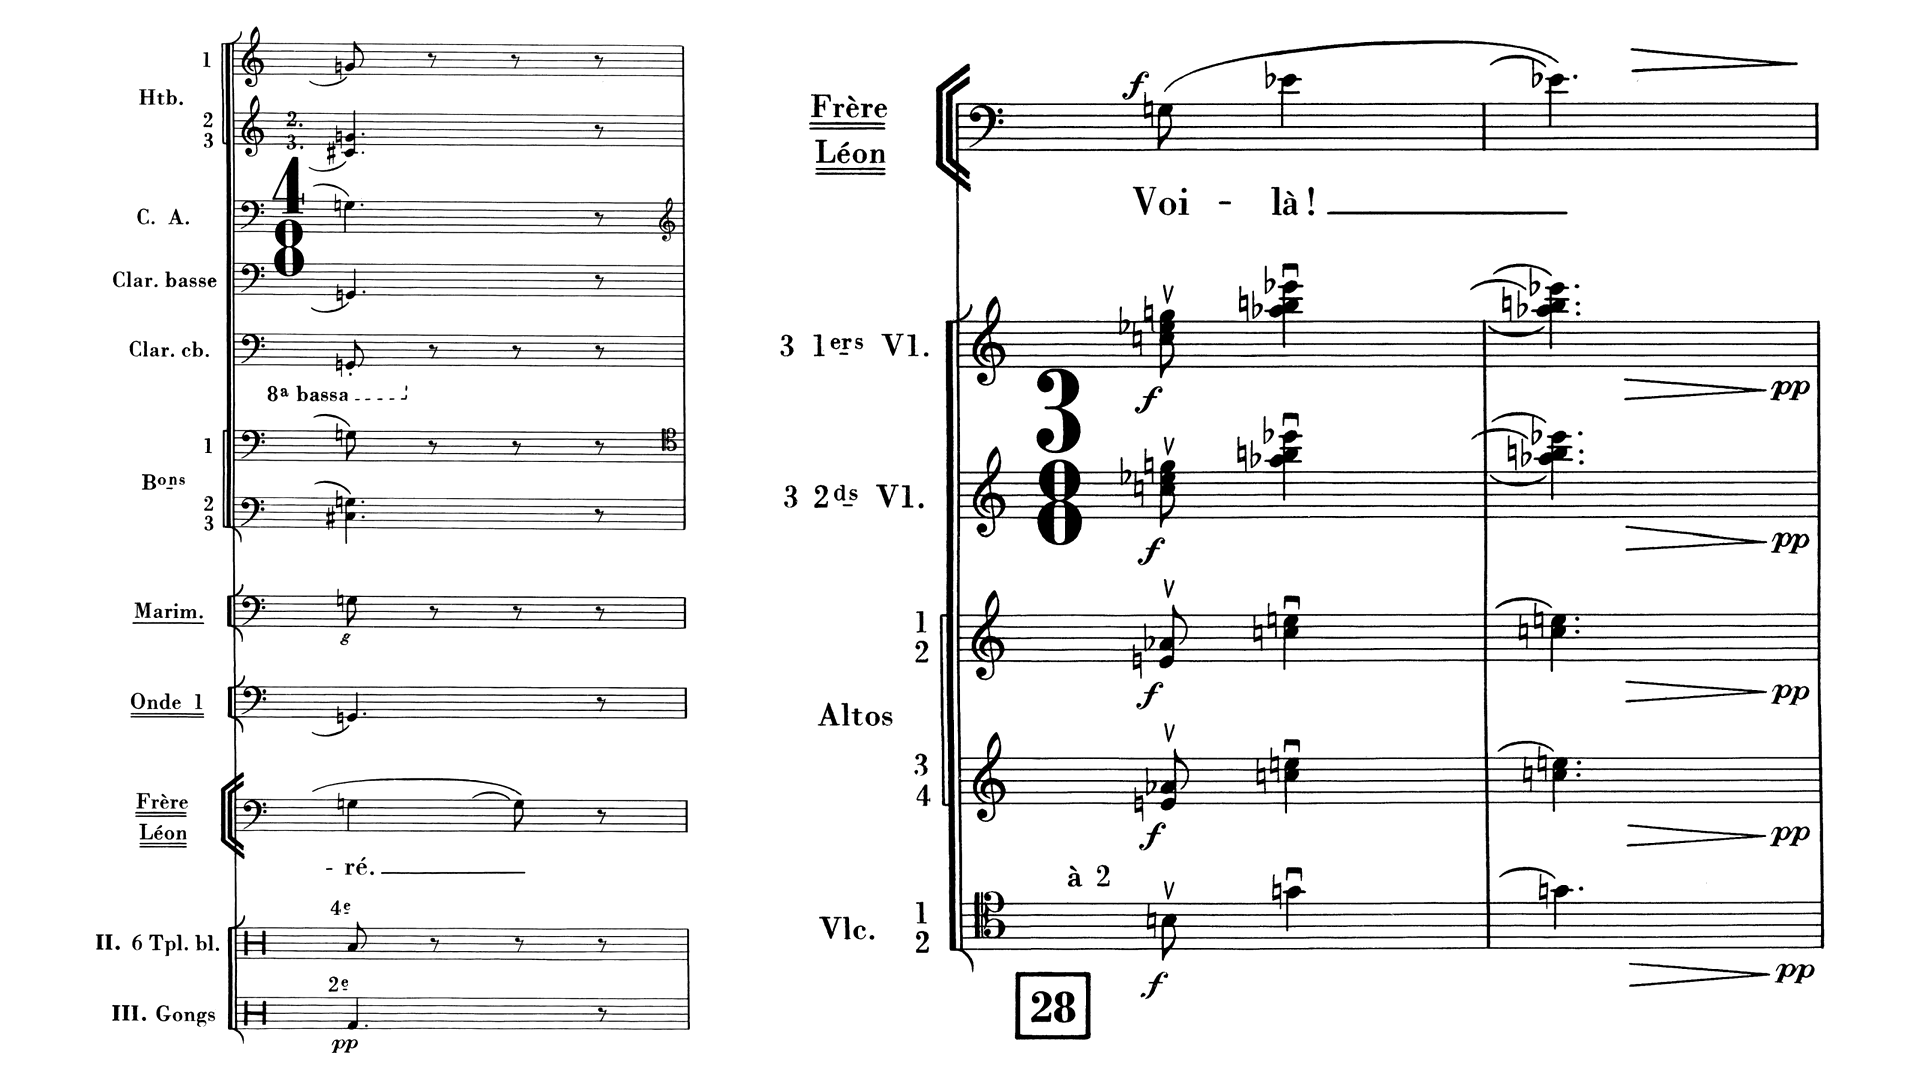 1
Htb.
2
3
2.
3.
4
8
C. A.
Clar. basse
Clar. cb.
8ª bassa
1
Bons
2
3
Marim.
g
Onde 1
Frère
Léon
- ré.
4e
II. 6 Tpl. bl.
2e
III. Gongs
pp
f
Frère
Léon
Voi - là!
3 1ers Vl.
f
pp
3
8
3 2ds Vl.
f
pp
1
2
f
pp
Altos
3
4
f
pp
à 2
Vlc.
1
2
f
pp
28